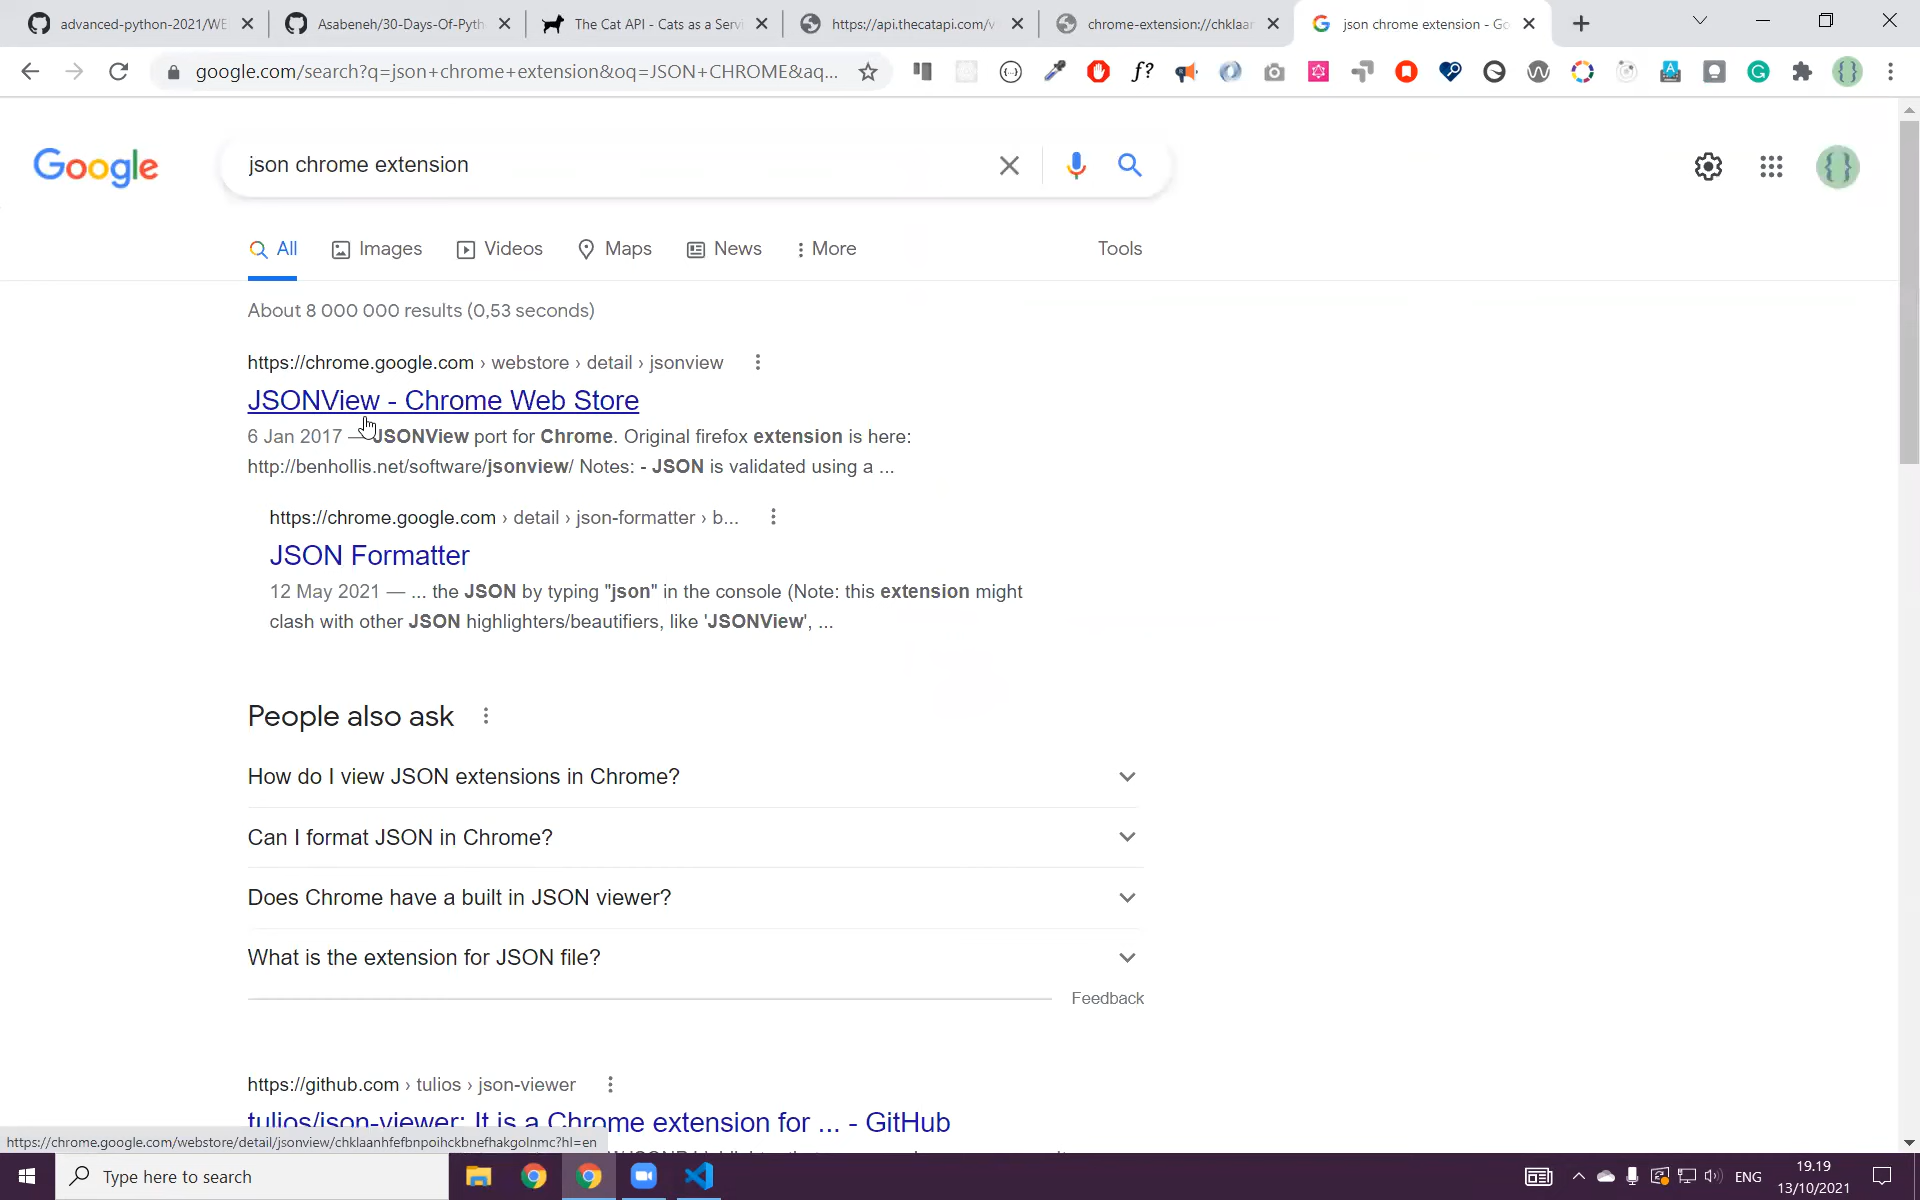 advanced-python-2021/WE
Asabeneh/30-Days-Of-Pyth
The Cat API - Cats as a Servi
https://api.thecatapi.com/v
chrome-extension://chklaar
json chrome extension - Go
google.com/search?q=json+chrome+extension&oq=JSON+CHROME&aq...
f?
Google
json chrome extension
All
Images
Videos
Maps
News
More
Tools
About 8 000 000 results (0,53 seconds)
https://chrome.google.com › webstore › detail › jsonview
JSONView - Chrome Web Store
6 Jan 2017 — JSONView port for Chrome. Original firefox extension is here:
http://benhollis.net/software/jsonview/ Notes: - JSON is validated using a ...
https://chrome.google.com › detail › json-formatter › b...
JSON Formatter
12 May 2021 — ... the JSON by typing "json" in the console (Note: this extension might
clash with other JSON highlighters/beautifiers, like 'JSONView', ...
People also ask
How do I view JSON extensions in Chrome?
Can I format JSON in Chrome?
Does Chrome have a built in JSON viewer?
What is the extension for JSON file?
Feedback
https://github.com › tulios › json-viewer
tulios/json-viewer: It is a Chrome extension for ... - GitHub
https://chrome.google.com/webstore/detail/jsonview/chklaanhfefbnpoihckbnefhakgolnmc?hl=en
Type here to search
ENG
19.19
13/10/2021